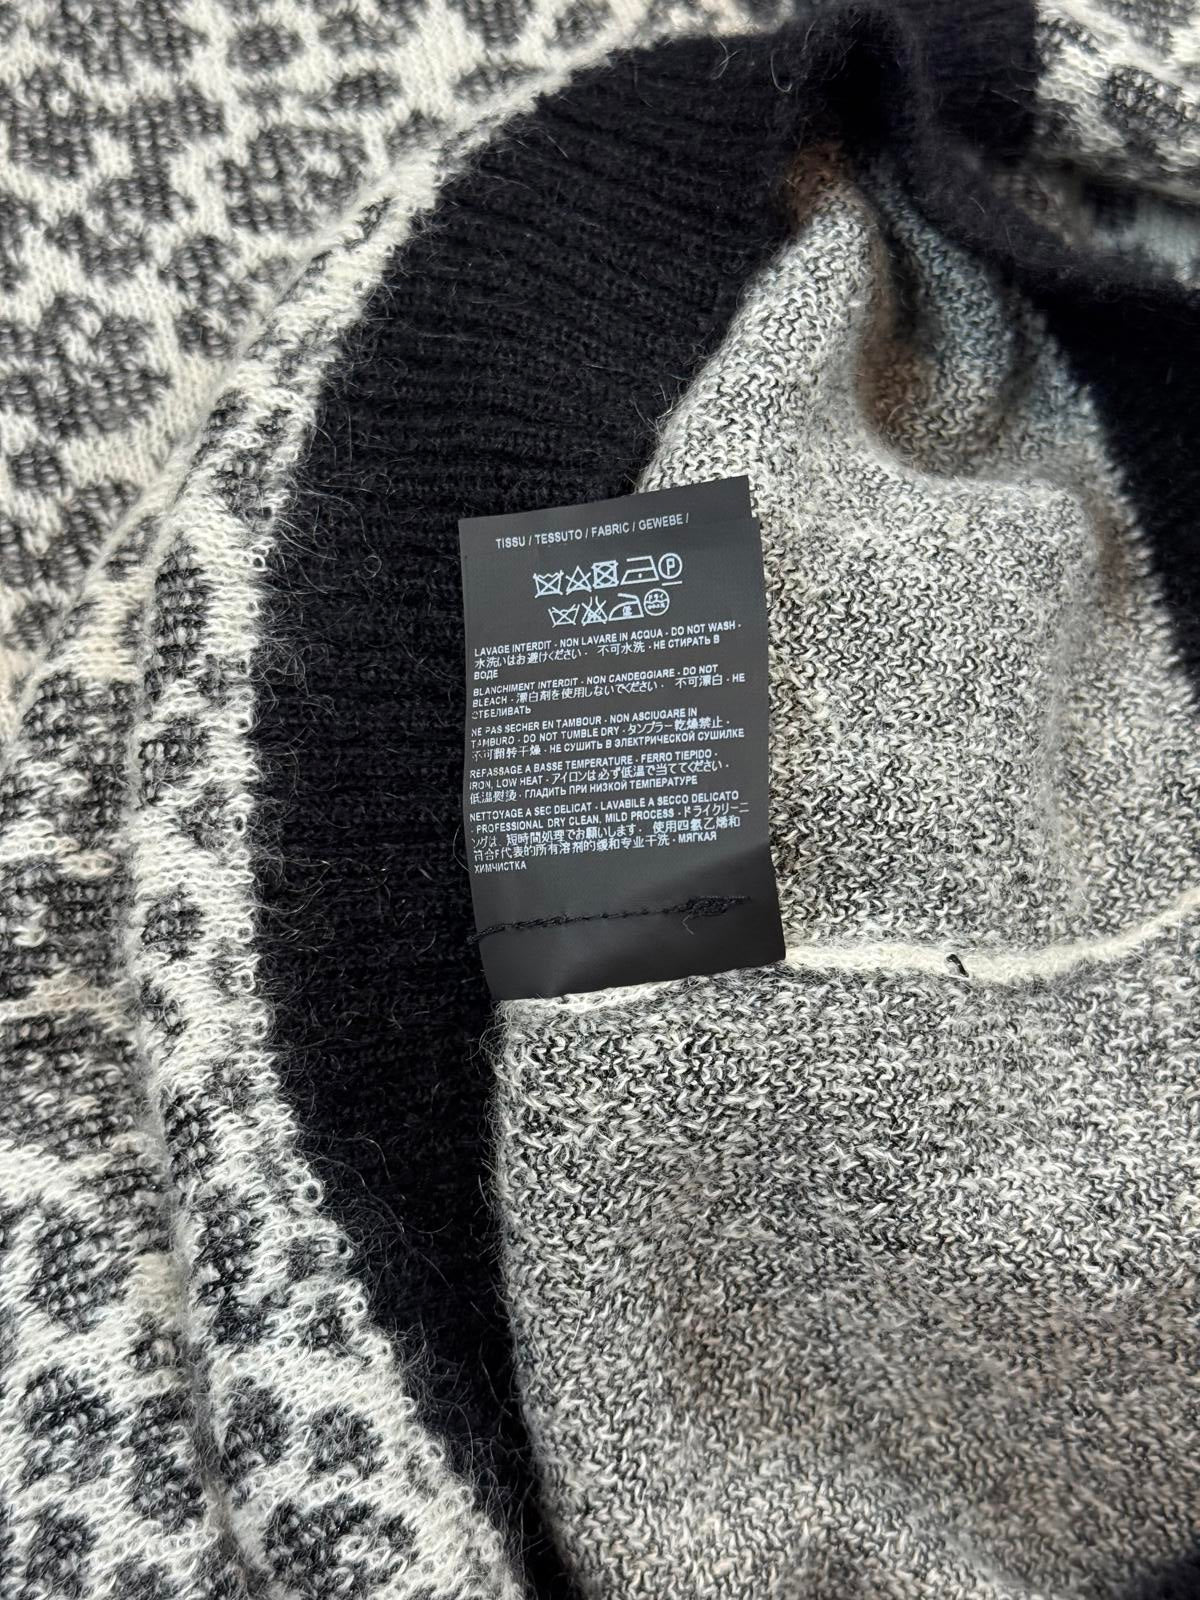 TISSU / TESSUTO / FABRIC / GEWEBE /
P
ドライ
LAVAGE INTERDIT - NON LAVARE IN ACQUA - DO NOT WASH -
水洗いはお避けください - 不可水洗 - НЕ СТИРАТЬ В
ВОДЕ
BLANCHIMENT INTERDIT - NON CANDEGGIARE - DO NOT
BLEACH - 漂白剤を使用しないでください - 不可漂白 - НЕ
ОТБЕЛИВАТЬ
NE PAS SECHER EN TAMBOUR - NON ASCIUGARE IN
TAMBURO - DO NOT TUMBLE DRY - タンブラー乾燥禁止 -
不可翻转干燥 - НЕ СУШИТЬ В ЭЛЕКТРИЧЕСКОЙ СУШИЛКЕ
REPASSAGE A BASSE TEMPERATURE - FERRO TIEPIDO -
IRON, LOW HEAT - アイロンは必ず低温で当ててください -
低温熨烫 - ГЛАДИТЬ ПРИ НИЗКОЙ ТЕМПЕРАТУРЕ
NETTOYAGE A SEC DELICAT - LAVABILE A SECCO DELICATO
- PROFESSIONAL DRY CLEAN, MILD PROCESS - ドライクリーニ
ングは、短時間処理でお願いします - 使用四氯乙烯和
符合F代表的所有溶剂的缓和专业干洗 - МЯГКАЯ
ХИМЧИСТКА